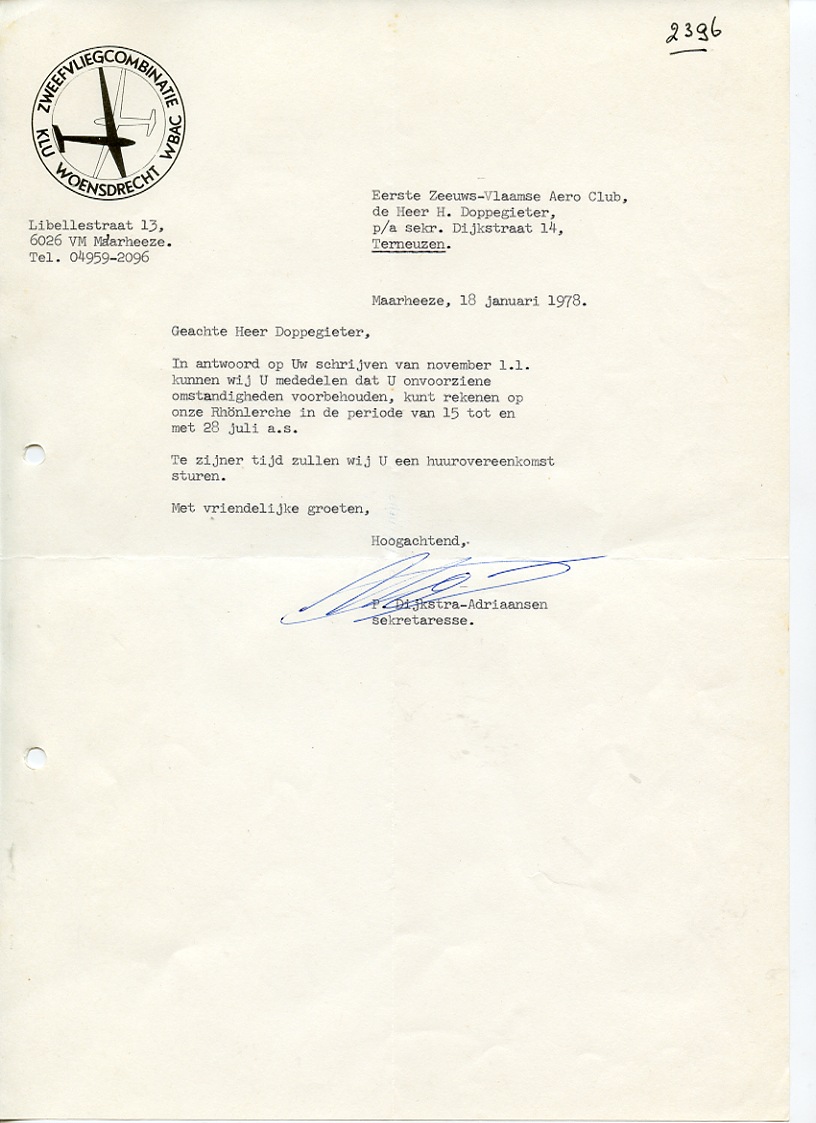 2396
ZWEEFVLIEGCOMBINATIE
KLU WOENSDRECHT WBAC
Eerste Zeeuws-Vlaamse Aero Club,
de Heer H. Doppegieter,
p/a sekr. Dijkstraat 14,
Terneuzen.
Libellestraat 13,
6026 VM Maarheeze.
Tel. 04959-2096
Maarheeze, 18 januari 1978.
Geachte Heer Doppegieter,
In antwoord op Uw schrijven van november l.l.
kunnen wij U mededelen dat U onvoorziene
omstandigheden voorbehouden, kunt rekenen op
onze Rhönlerche in de periode van 15 tot en
met 28 juli a.s.
Te zijner tijd zullen wij U een huurovereenkomst
sturen.
Met vriendelijke groeten,
Hoogachtend,
P. Dijkstra-Adriaansen
sekretaresse.